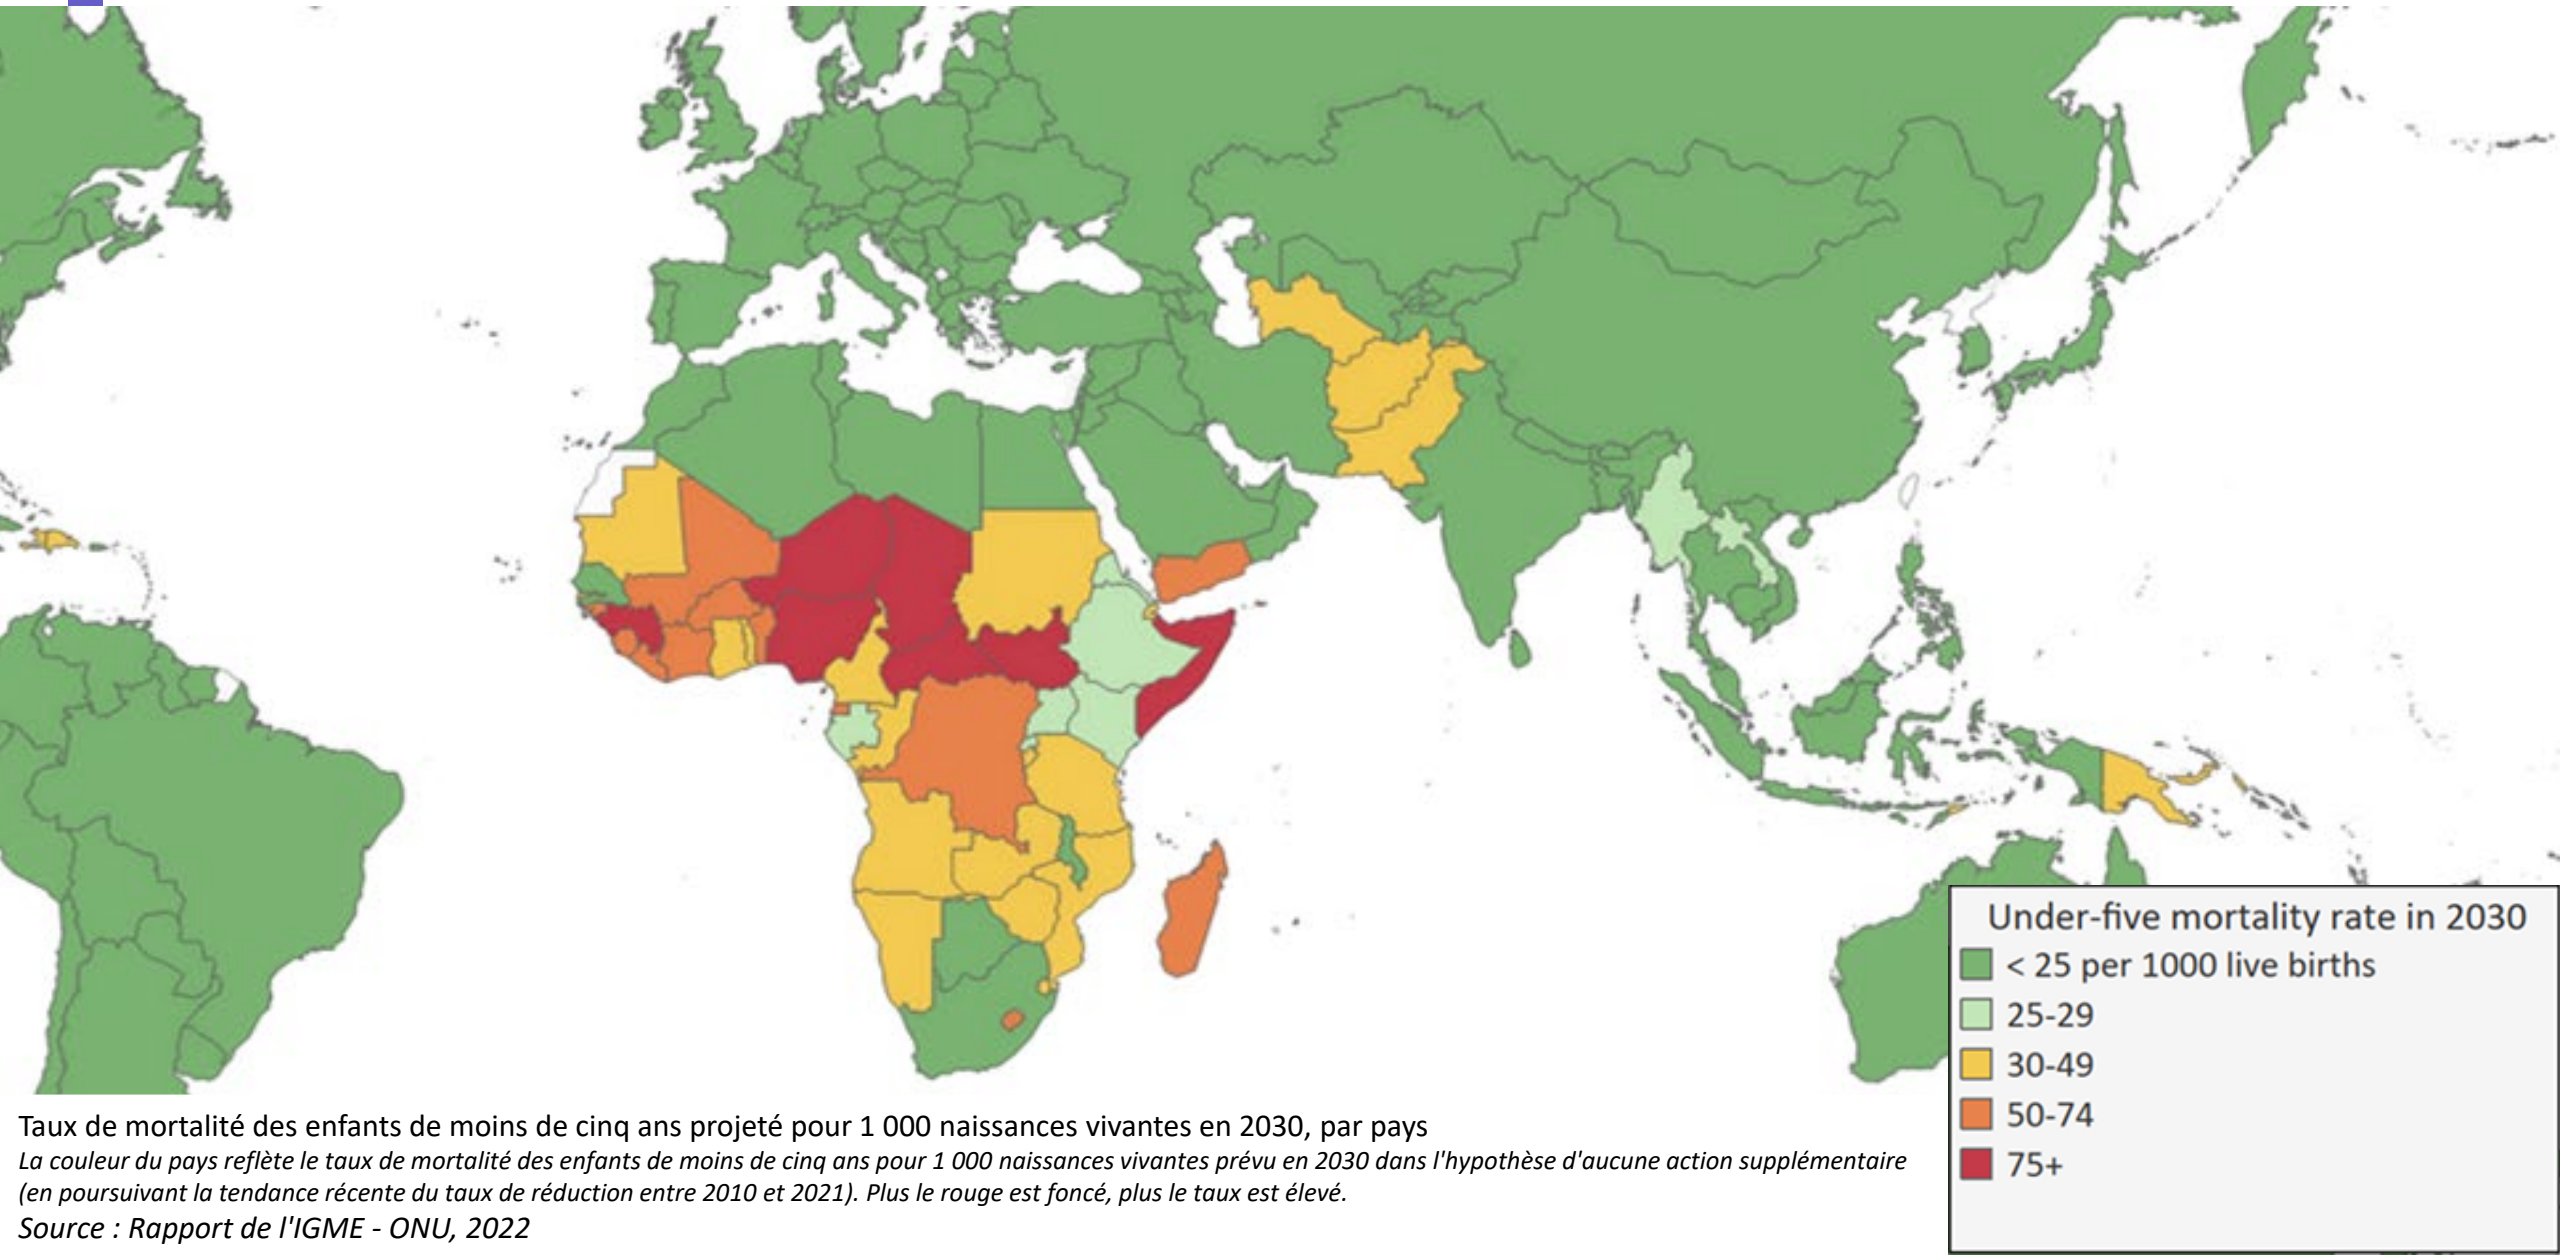 Under-five mortality rate in 2030
< 25 per 1000 live births
25-29
30-49
50-74
75+
Taux de mortalité des enfants de moins de cinq ans projeté pour 1 000 naissances vivantes en 2030, par pays
La couleur du pays reflète le taux de mortalité des enfants de moins de cinq ans pour 1 000 naissances vivantes prévu en 2030 dans l'hypothèse d'aucune action supplémentaire
(en poursuivant la tendance récente du taux de réduction entre 2010 et 2021). Plus le rouge est foncé, plus le taux est élevé.
Source : Rapport de l'IGME - ONU, 2022